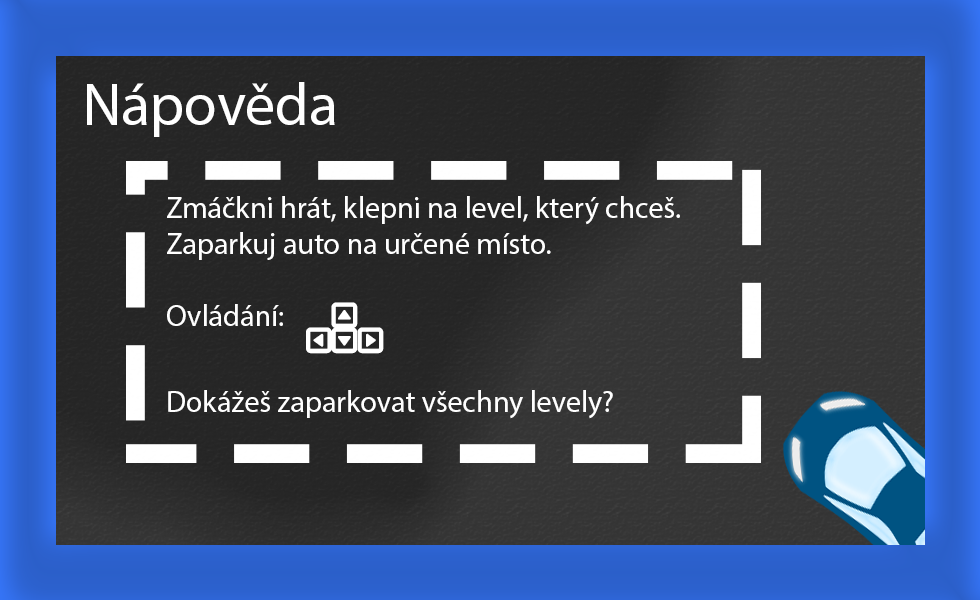 Nápověda
Zmáčkni hrát, klepni na level, který chceš.
Zaparkuj auto na určené místo.
Ovládání:
Dokážeš zaparkovat všechny levely?